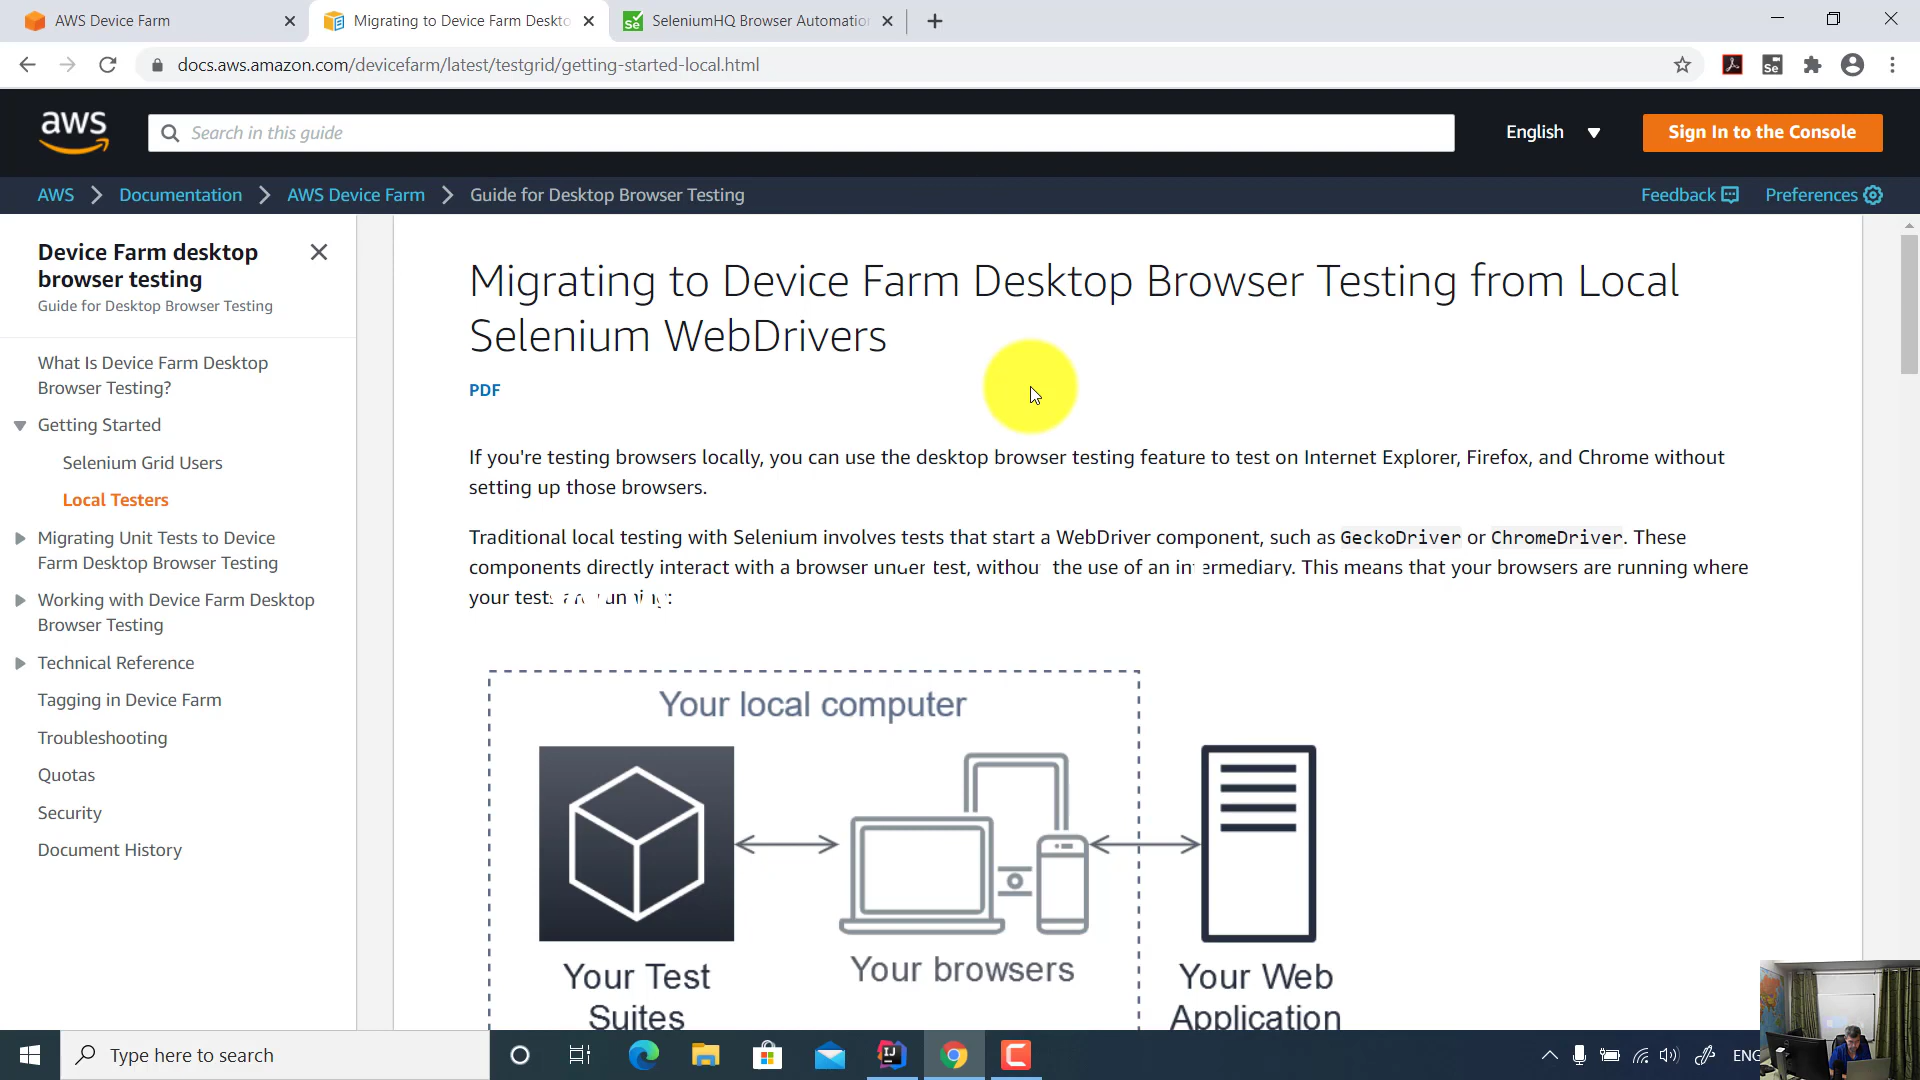 AWS Device Farm
Migrating to Device Farm Deskto
SeleniumHQ Browser Automation
docs.aws.amazon.com/devicefarm/latest/testgrid/getting-started-local.html
aws
Search in this guide
English
Sign In to the Console
AWS
Documentation
AWS Device Farm
Guide for Desktop Browser Testing
Feedback
Preferences
Device Farm desktop
browser testing
Guide for Desktop Browser Testing
What Is Device Farm Desktop
Browser Testing?
Getting Started
Selenium Grid Users
Local Testers
Migrating Unit Tests to Device
Farm Desktop Browser Testing
Working with Device Farm Desktop
Browser Testing
Technical Reference
Tagging in Device Farm
Troubleshooting
Quotas
Security
Document History
Migrating to Device Farm Desktop Browser Testing from Local
Selenium WebDrivers
PDF
If you're testing browsers locally, you can use the desktop browser testing feature to test on Internet Explorer, Firefox, and Chrome without
setting up those browsers.
Traditional local testing with Selenium involves tests that start a WebDriver component, such as GeckoDriver or ChromeDriver. These
components directly interact with a browser under test, without the use of an intermediary. This means that your browsers are running where
your tests are running:
Your local computer
Your Test
Suites
Your browsers
Your Web
Application
Type here to search
ENG